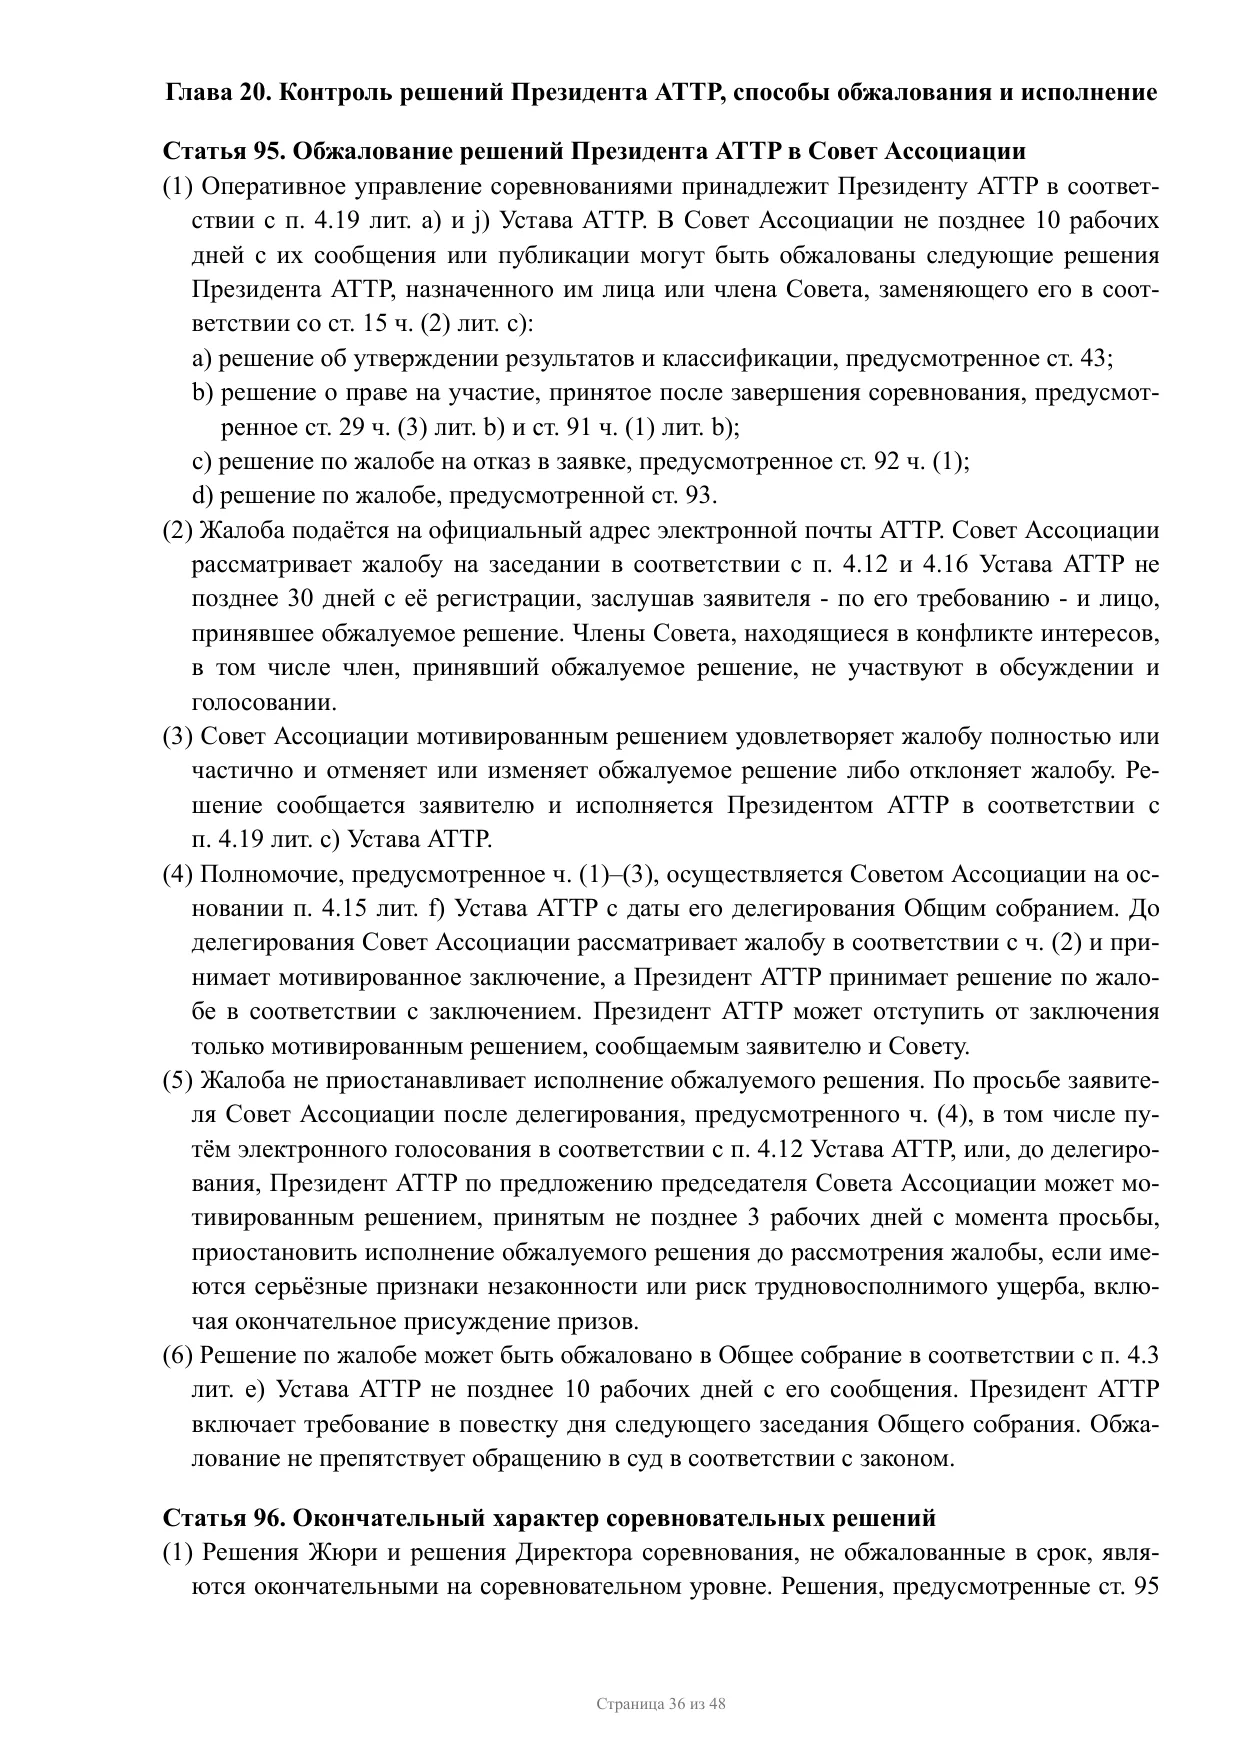 Глава 20. Контроль решений Президента АТТР, способы обжалования и исполнение
Статья 95. Обжалование решений Президента АТТР в Совет Ассоциации
(1) Оперативное управление соревнованиями принадлежит Президенту АТТР в соответ-
ствии с п. 4.19 лит. a) и j) Устава АТТР. В Совет Ассоциации не позднее 10 рабочих
дней с их сообщения или публикации могут быть обжалованы следующие решения
Президента АТТР, назначенного им лица или члена Совета, заменяющего его в соот-
ветствии со ст. 15 ч. (2) лит. c):
a) решение об утверждении результатов и классификации, предусмотренное ст. 43;
b) решение о праве на участие, принятое после завершения соревнования, предусмот-
ренное ст. 29 ч. (3) лит. b) и ст. 91 ч. (1) лит. b);
c) решение по жалобе на отказ в заявке, предусмотренное ст. 92 ч. (1);
d) решение по жалобе, предусмотренной ст. 93.
(2) Жалоба подаётся на официальный адрес электронной почты АТТР. Совет Ассоциации
рассматривает жалобу на заседании в соответствии с п. 4.12 и 4.16 Устава АТТР не
позднее 30 дней с её регистрации, заслушав заявителя - по его требованию - и лицо,
принявшее обжалуемое решение. Члены Совета, находящиеся в конфликте интересов,
в том числе член, принявший обжалуемое решение, не участвуют в обсуждении и
голосовании.
(3) Совет Ассоциации мотивированным решением удовлетворяет жалобу полностью или
частично и отменяет или изменяет обжалуемое решение либо отклоняет жалобу. Ре-
шение сообщается заявителю и исполняется Президентом АТТР в соответствии с
п. 4.19 лит. c) Устава АТТР.
(4) Полномочие, предусмотренное ч. (1)–(3), осуществляется Советом Ассоциации на ос-
новании п. 4.15 лит. f) Устава АТТР с даты его делегирования Общим собранием. До
делегирования Совет Ассоциации рассматривает жалобу в соответствии с ч. (2) и при-
нимает мотивированное заключение, а Президент АТТР принимает решение по жало-
бе в соответствии с заключением. Президент АТТР может отступить от заключения
только мотивированным решением, сообщаемым заявителю и Совету.
(5) Жалоба не приостанавливает исполнение обжалуемого решения. По просьбе заявите-
ля Совет Ассоциации после делегирования, предусмотренного ч. (4), в том числе пу-
тём электронного голосования в соответствии с п. 4.12 Устава АТТР, или, до делегиро-
вания, Президент АТТР по предложению председателя Совета Ассоциации может мо-
тивированным решением, принятым не позднее 3 рабочих дней с момента просьбы,
приостановить исполнение обжалуемого решения до рассмотрения жалобы, если име-
ются серьёзные признаки незаконности или риск трудновосполнимого ущерба, вклю-
чая окончательное присуждение призов.
(6) Решение по жалобе может быть обжаловано в Общее собрание в соответствии с п. 4.3
лит. e) Устава АТТР не позднее 10 рабочих дней с его сообщения. Президент АТТР
включает требование в повестку дня следующего заседания Общего собрания. Обжа-
лование не препятствует обращению в суд в соответствии с законом.
Статья 96. Окончательный характер соревновательных решений
(1) Решения Жюри и решения Директора соревнования, не обжалованные в срок, явля-
ются окончательными на соревновательном уровне. Решения, предусмотренные ст. 95
Страница 36 из 48